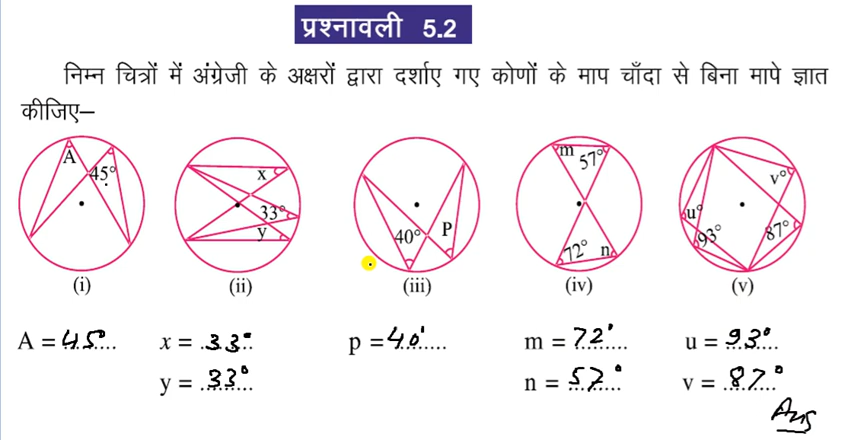 प्रश्नावली 5.2
निम्न चित्रों में अंग्रेजी के अक्षरों द्वारा दर्शाए गए कोणों के माप चाँदा से बिना मापे ज्ञात
कीजिए–
A 45° x 33° y 40° P m 57° 72° n u° 93° v° 87°
(i) (ii) (iii) (iv) (v)
A = 45° x = 33° p = 40° m = 72° u = 93°
y = 33° n = 57° v = 87°
Ans